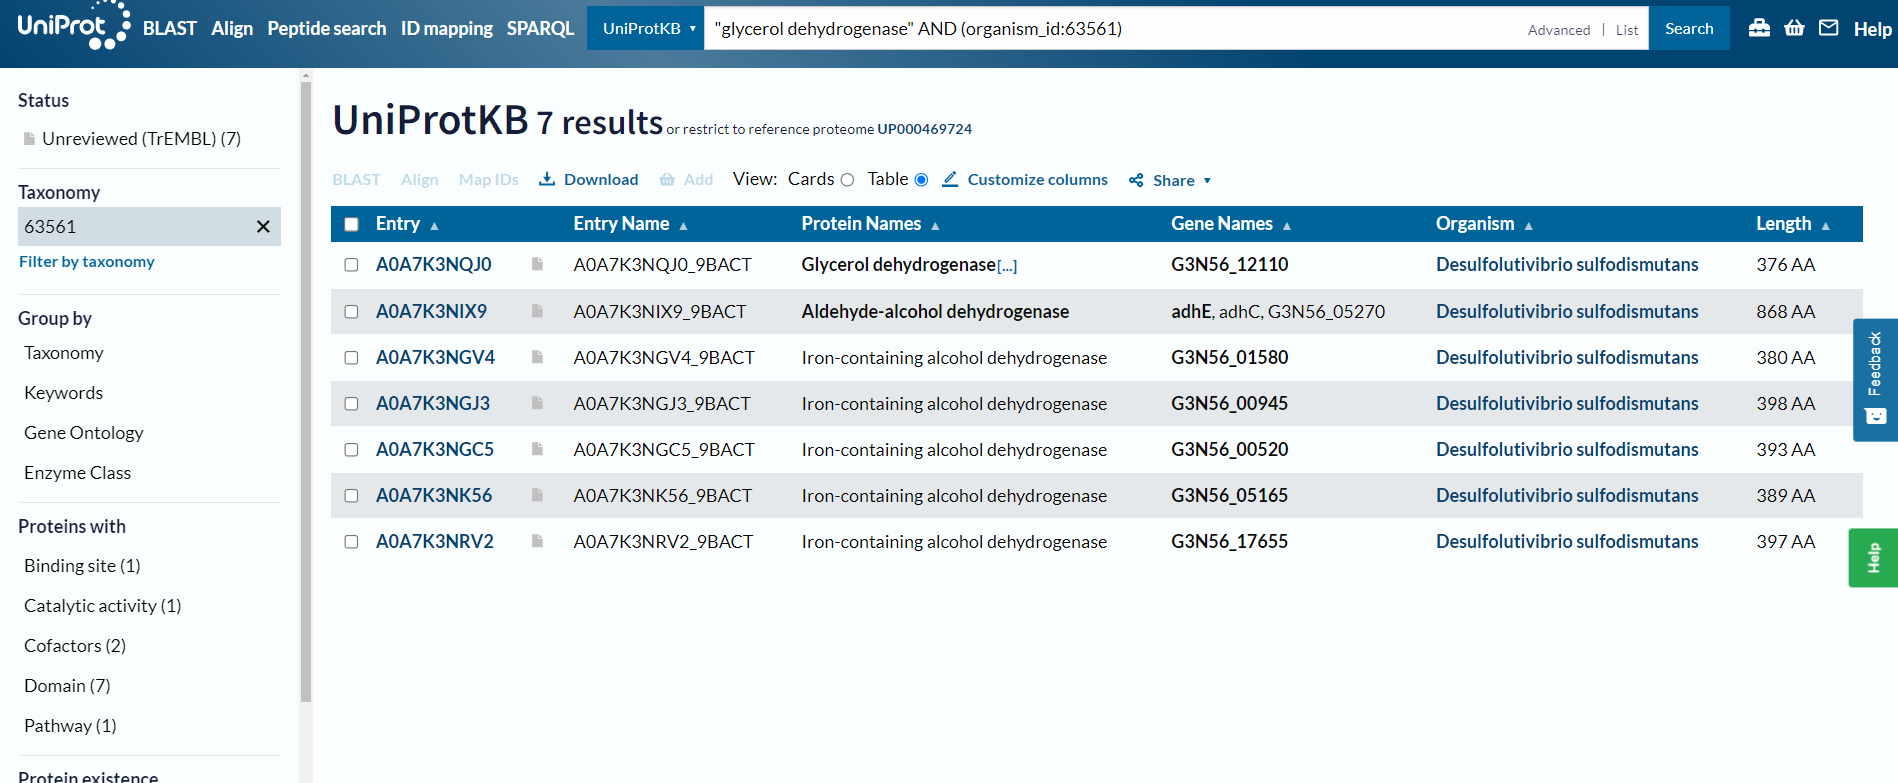 UniProt BLAST Align Peptide search ID mapping SPARQL UniProtKB "glycerol dehydrogenase" AND (organism_id:63561) Advanced | List Search Help
Status
Unreviewed (TrEMBL) (7)
Taxonomy
63561
Filter by taxonomy
Group by
Taxonomy
Keywords
Gene Ontology
Enzyme Class
Proteins with
Binding site (1)
Catalytic activity (1)
Cofactors (2)
Domain (7)
Pathway (1)
Protein existence
UniProtKB 7 results or restrict to reference proteome UP000469724
BLAST Align Map IDs Download Add View: Cards Table Customize columns Share
Entry Entry Name Protein Names Gene Names Organism Length
A0A7K3NQJ0 A0A7K3NQJ0_9BACT Glycerol dehydrogenase[...] G3N56_12110 Desulfolutivibrio sulfodismutans 376 AA
A0A7K3NIX9 A0A7K3NIX9_9BACT Aldehyde-alcohol dehydrogenase adhE, adhC, G3N56_05270 Desulfolutivibrio sulfodismutans 868 AA
A0A7K3NGV4 A0A7K3NGV4_9BACT Iron-containing alcohol dehydrogenase G3N56_01580 Desulfolutivibrio sulfodismutans 380 AA
A0A7K3NGJ3 A0A7K3NGJ3_9BACT Iron-containing alcohol dehydrogenase G3N56_00945 Desulfolutivibrio sulfodismutans 398 AA
A0A7K3NGC5 A0A7K3NGC5_9BACT Iron-containing alcohol dehydrogenase G3N56_00520 Desulfolutivibrio sulfodismutans 393 AA
A0A7K3NK56 A0A7K3NK56_9BACT Iron-containing alcohol dehydrogenase G3N56_05165 Desulfolutivibrio sulfodismutans 389 AA
A0A7K3NRV2 A0A7K3NRV2_9BACT Iron-containing alcohol dehydrogenase G3N56_17655 Desulfolutivibrio sulfodismutans 397 AA
Feedback
Help